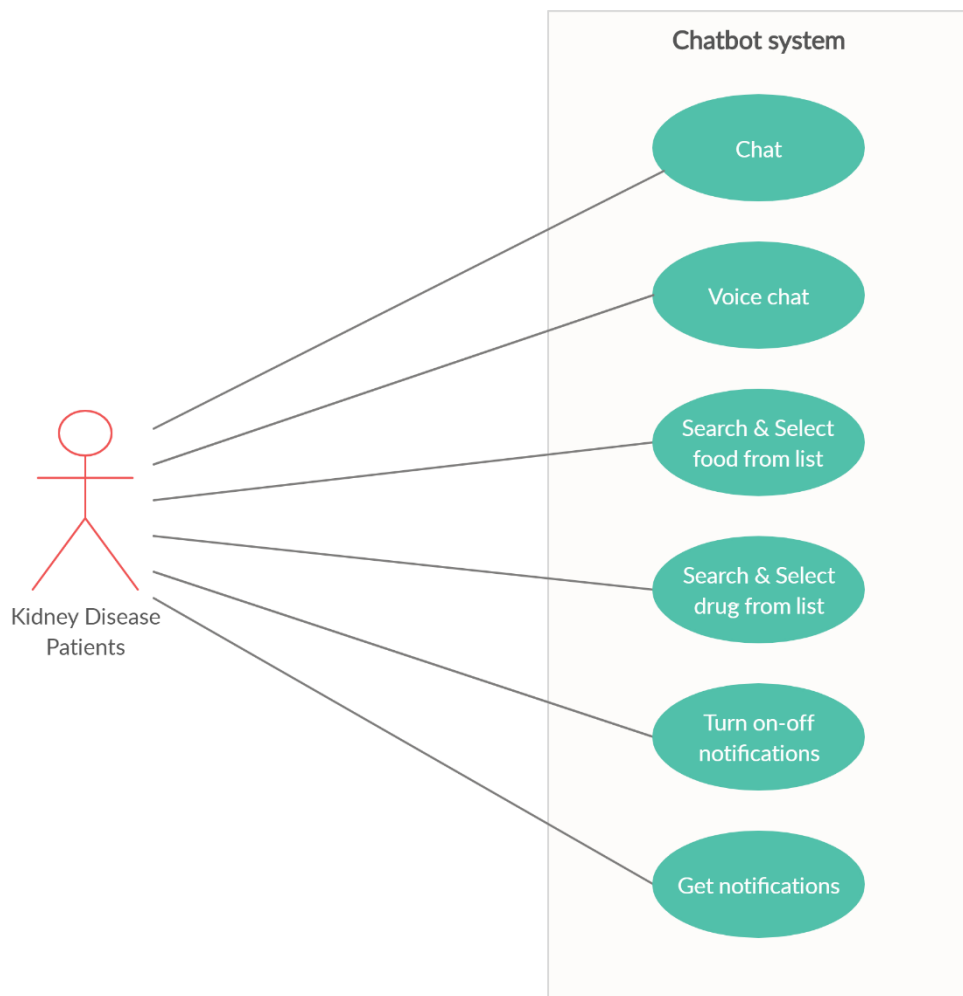 Chatbot system
Chat
Voice chat
Search & Select
food from list
Search & Select
drug from list
Kidney Disease
Patients
Turn on-off
notifications
Get notifications